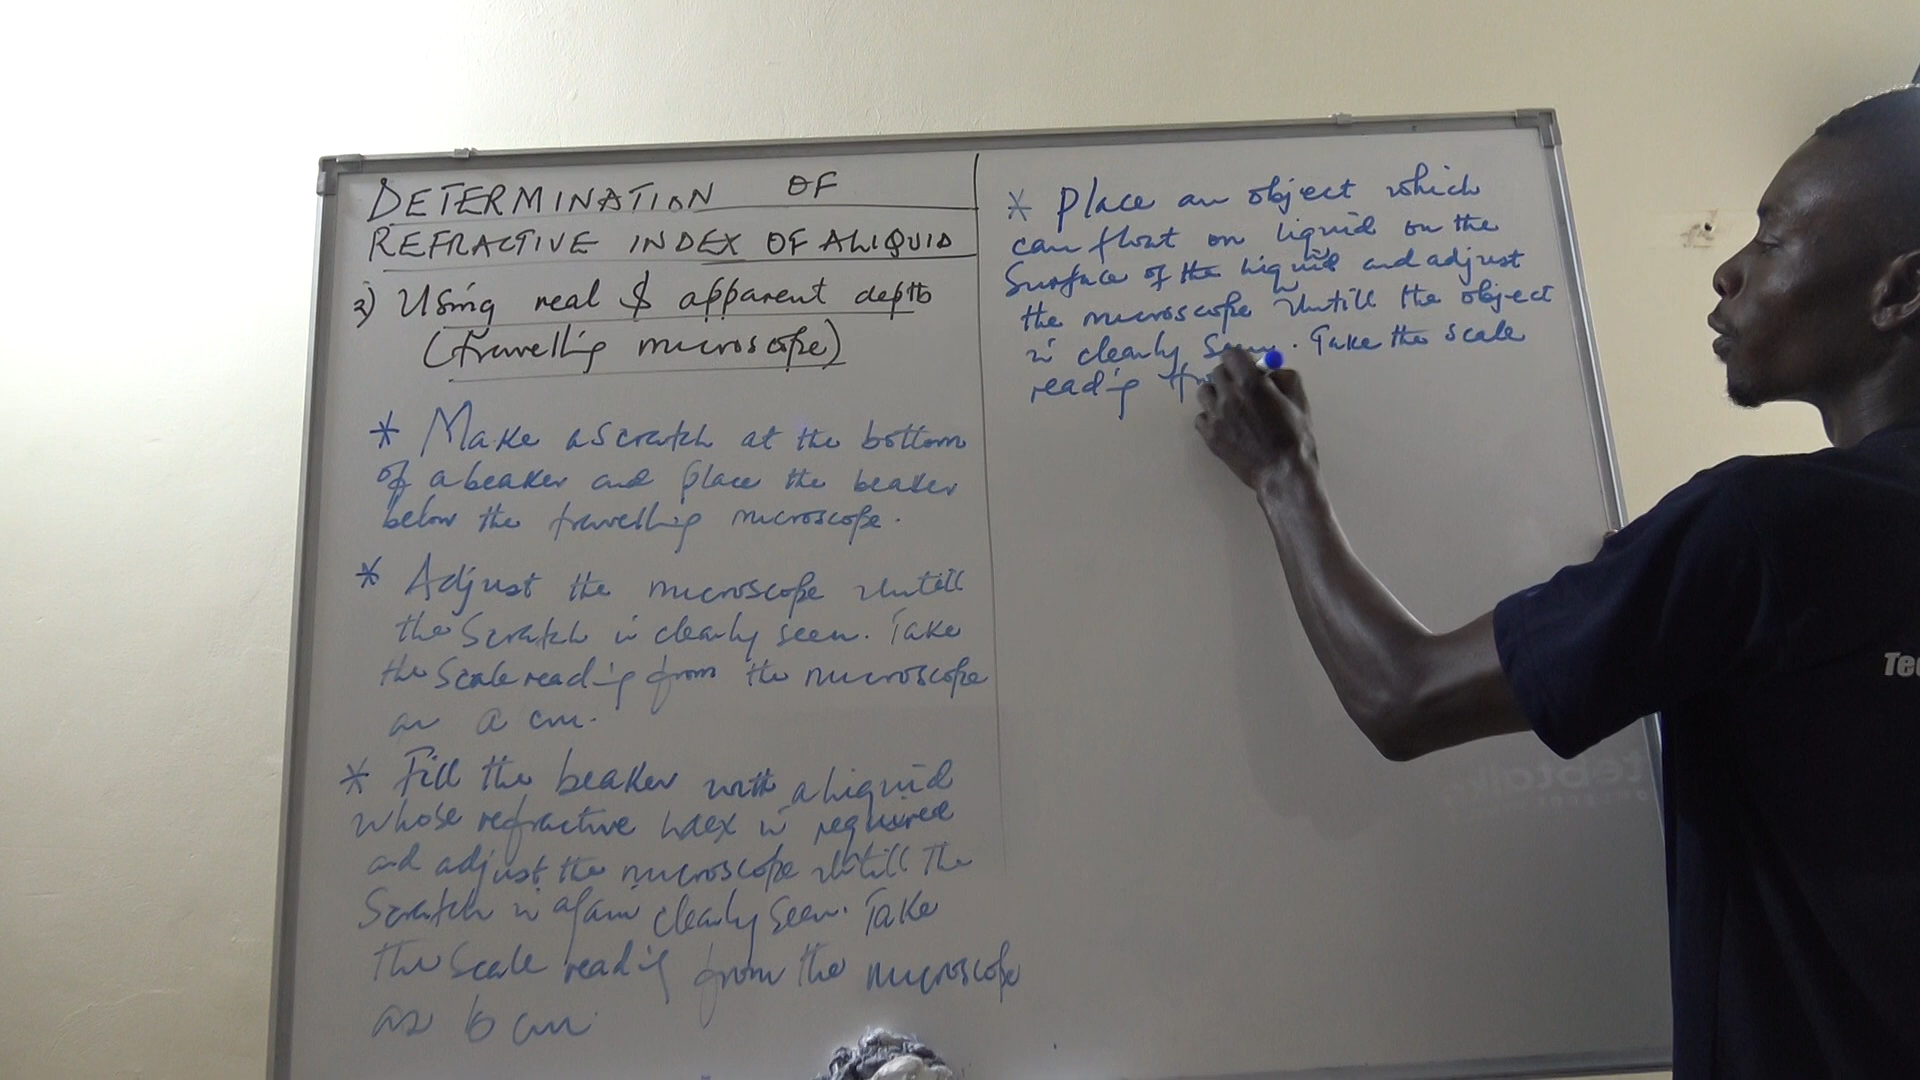 DETERMINATION OF
REFRACTIVE INDEX OF A LIQUID
2) Using real & apparent depth
(travelling microscope)
* Make a scratch at the bottom
of a beaker and place the beaker
below the travelling microscope.
* Adjust the microscope untill
the scratch is clearly seen. Take
the scale reading from the microscope
as a cm.
* Fill the beaker with a liquid
whose refractive index is required
and adjust the microscope untill the
scratch is again clearly seen. Take
the scale reading from the microscope
as b cm.
* Place an object which
can float on liquid on the
surface of the liquid and adjust
the microscope untill the object
is clearly seen. Take the scale
reading
Te